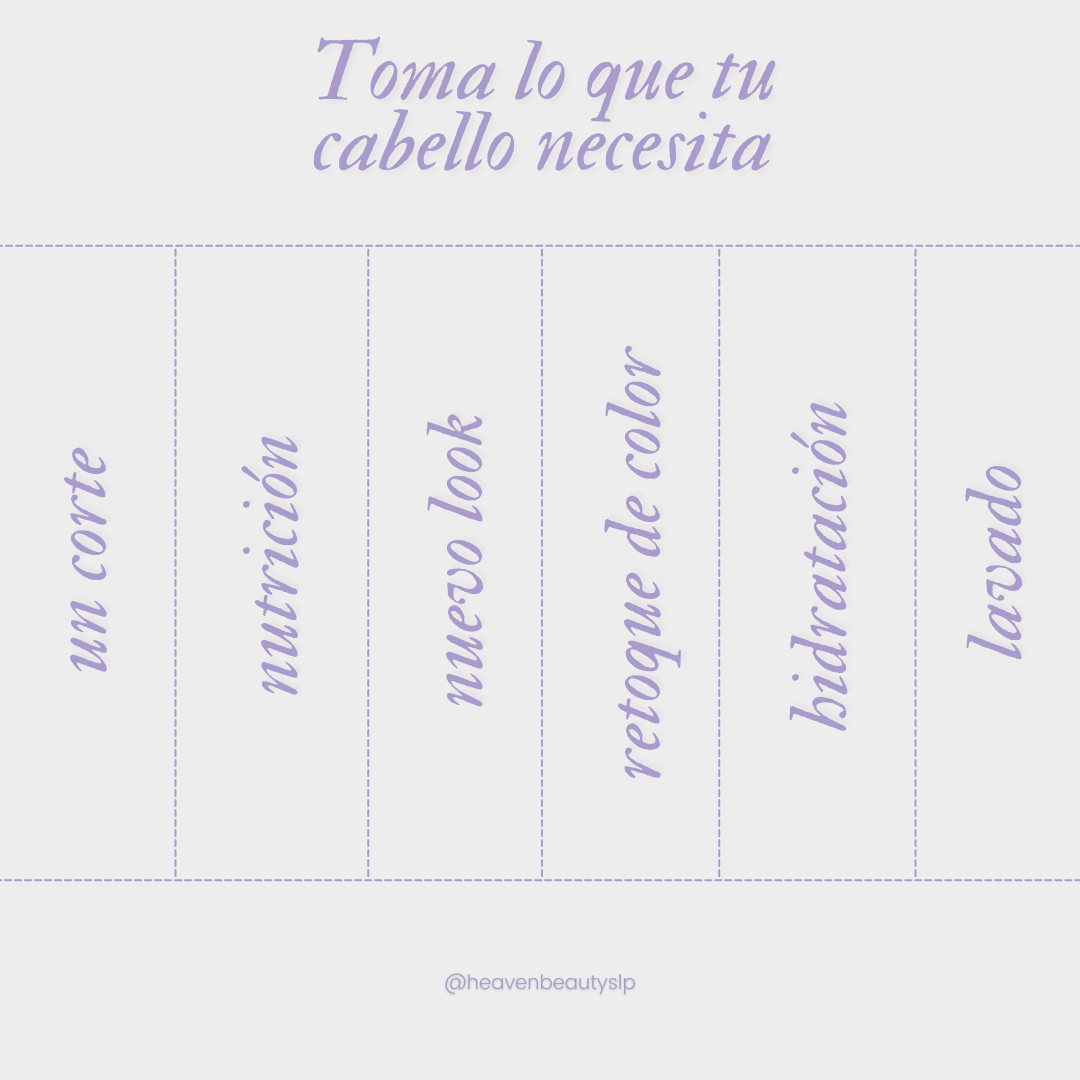 Toma lo que tu
cabello necesita
un corte
nutrición
nuevo look
retoque de color
hidratación
lavado
@heavenbeautyslp